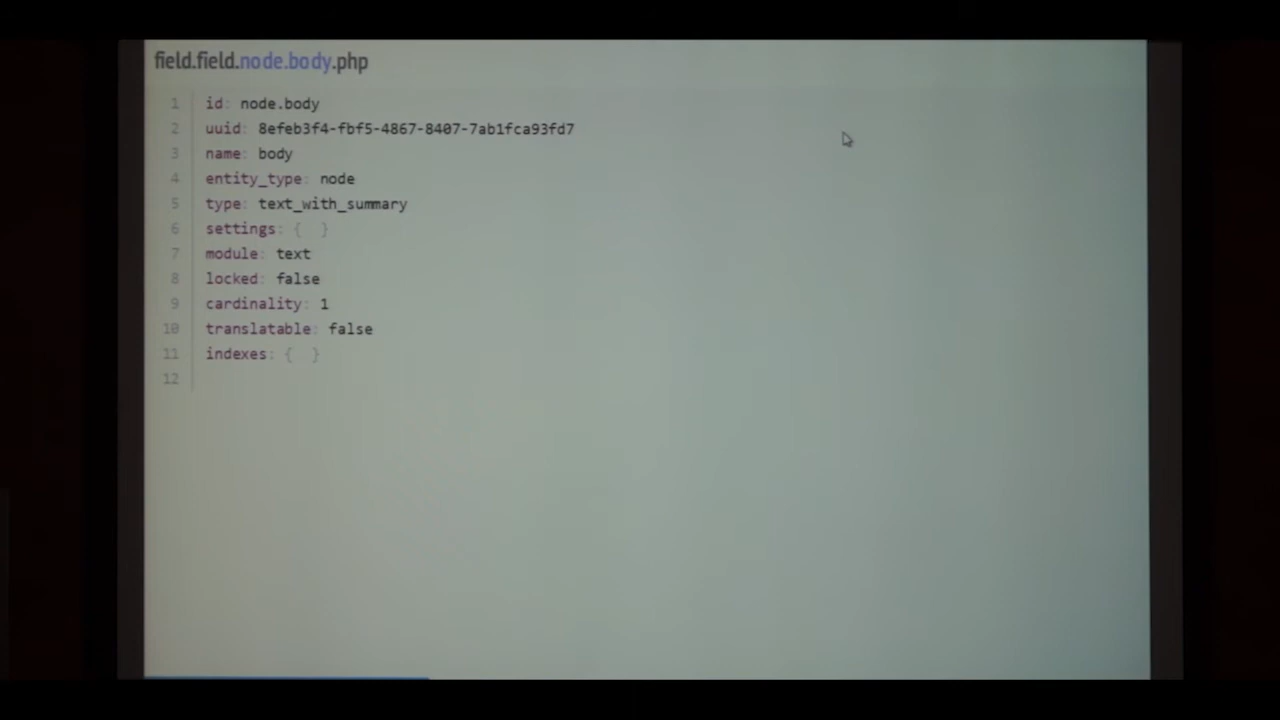 field.field.node.body.php
1 id: node.body
2 uuid: 8efeb3f4-fbf5-4867-8407-7ab1fca93fd7
3 name: body
4 entity_type: node
5 type: text_with_summary
6 settings: { }
7 module: text
8 locked: false
9 cardinality: 1
10 translatable: false
11 indexes: { }
12